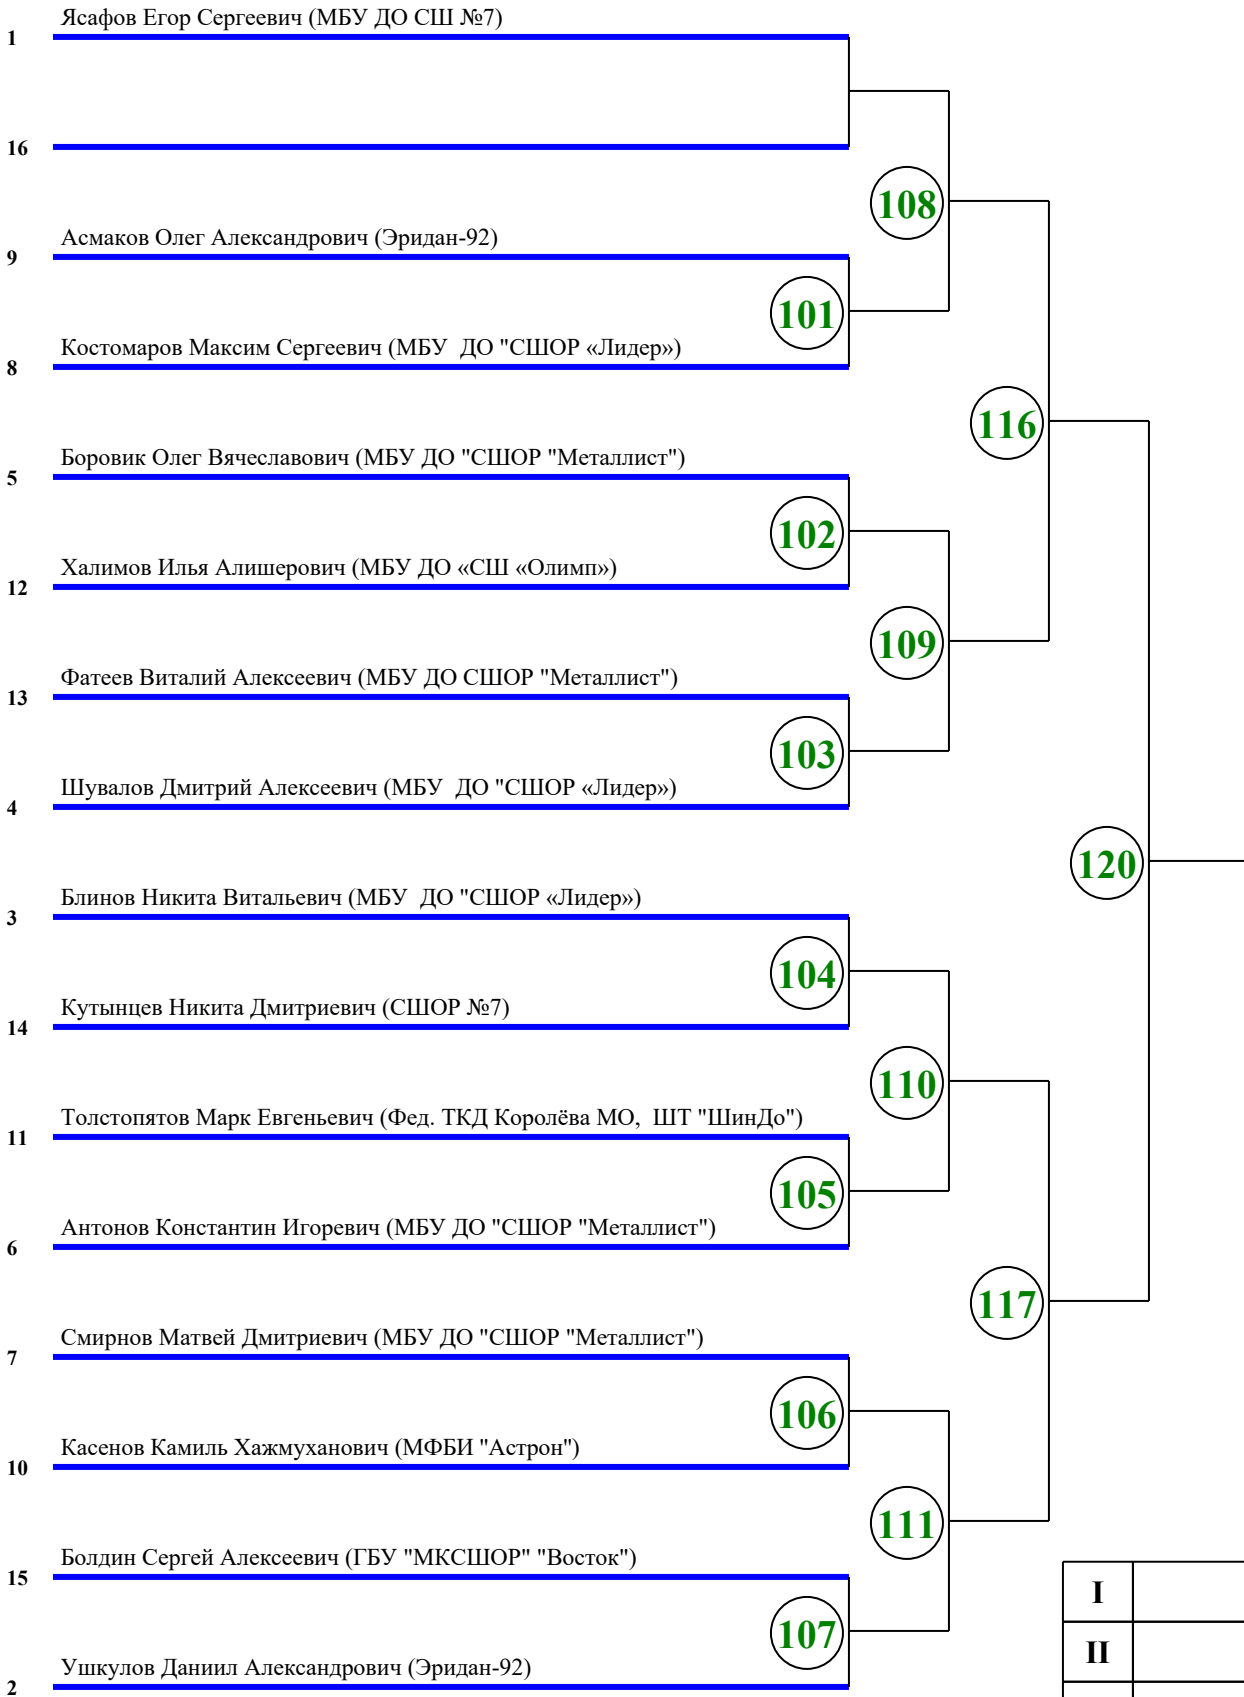 Ясафов Егор Сергеевич (МБУ ДО СШ №7)
1
16
108
Асмаков Олег Александрович (Эридан-92)
9
101
Костомаров Максим Сергеевич (МБУ  ДО "СШОР «Лидер»)
8
116
Боровик Олег Вячеславович (МБУ ДО "СШОР "Металлист")
5
102
Халимов Илья Алишерович (МБУ ДО «СШ «Олимп»)
12
109
Фатеев Виталий Алексеевич (МБУ ДО СШОР "Металлист")
13
103
Шувалов Дмитрий Алексеевич (МБУ  ДО "СШОР «Лидер»)
4
120
Блинов Никита Витальевич (МБУ  ДО "СШОР «Лидер»)
3
104
Кутынцев Никита Дмитриевич (СШОР №7)
14
110
Толстопятов Марк Евгеньевич (Фед. ТКД Королёва МО,  ШТ "ШинДо")
11
105
Антонов Константин Игоревич (МБУ ДО "СШОР "Металлист")
6
117
Смирнов Матвей Дмитриевич (МБУ ДО "СШОР "Металлист")
7
106
Касенов Камиль Хажмуханович (МФБИ "Астрон")
10
111
Болдин Сергей Алексеевич (ГБУ "МКСШОР" "Восток")
15
I
107
II
Ушкулов Даниил Александрович (Эридан-92)
2